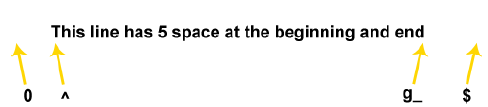 This line has 5 space at the beginning and end
0 ^ g_ $